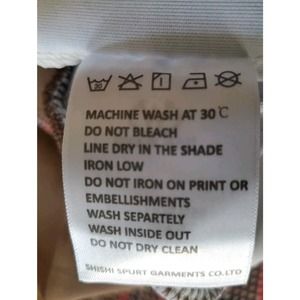 MACHINE WASH AT 30℃
DO NOT BLEACH
LINE DRY IN THE SHADE
IRON LOW
DO NOT IRON ON PRINT OR
EMBELLISHMENTS
WASH SEPARTELY
WASH INSIDE OUT
DO NOT DRY CLEAN
SHISHI SPURT GARMENTS CO.LTD